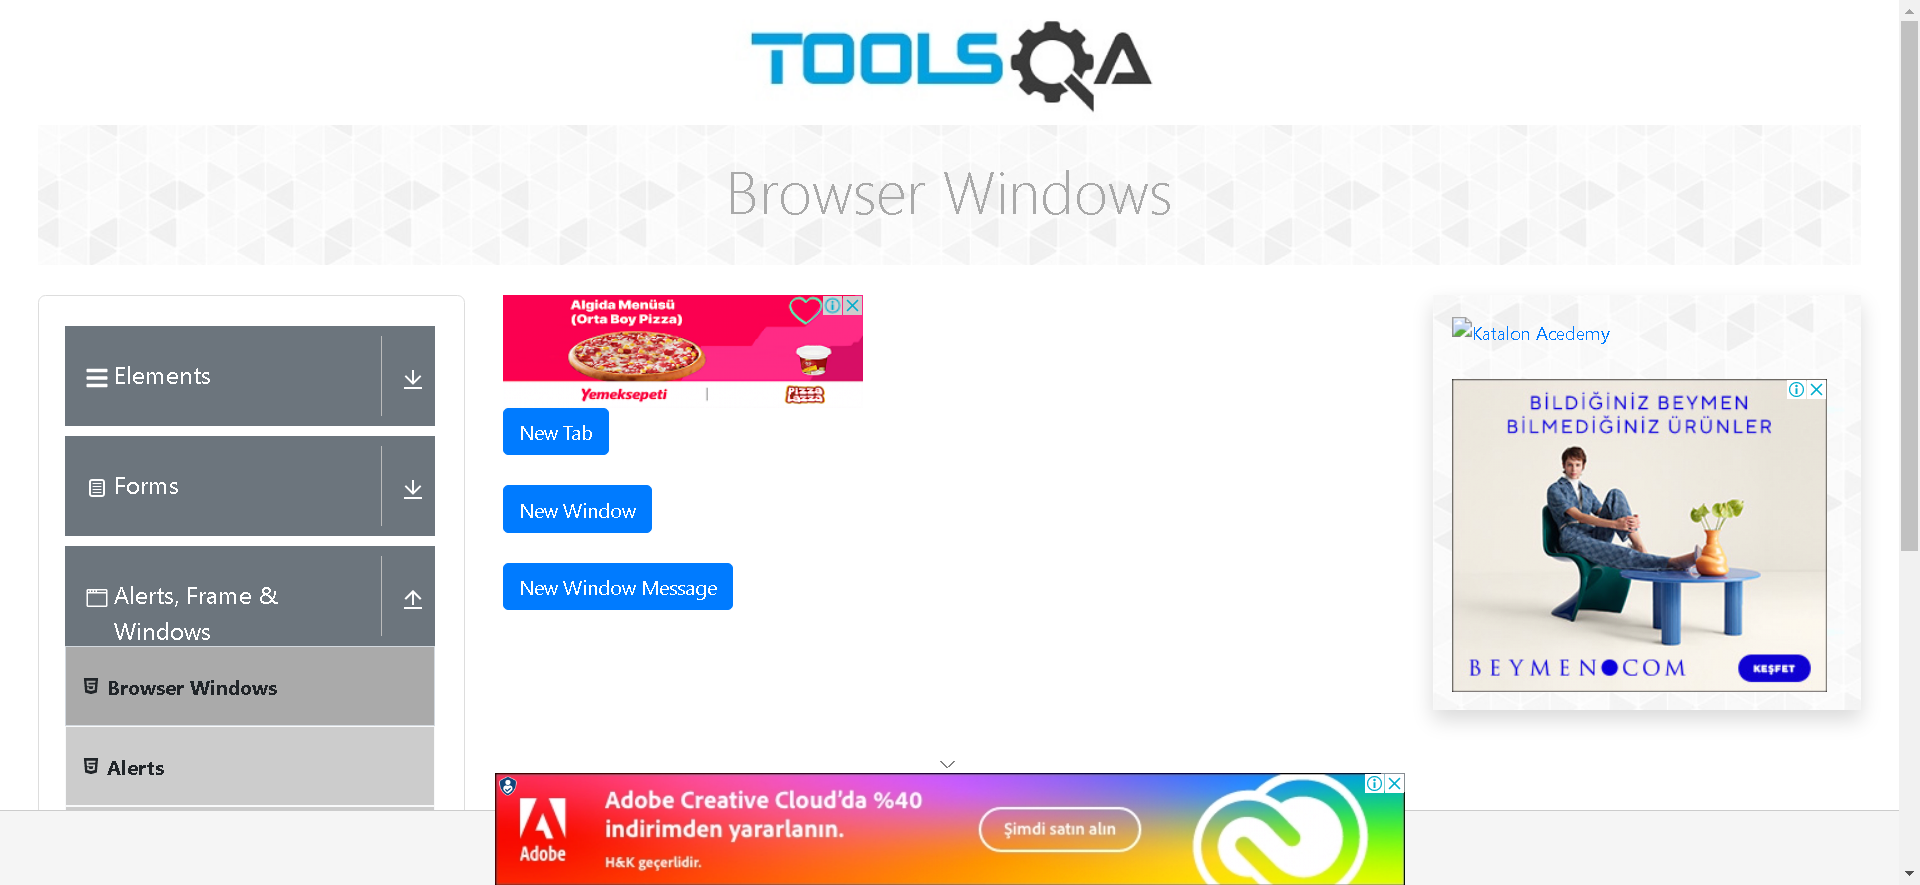 TOOLSQA
Browser Windows
Elements
Forms
Alerts, Frame &
Windows
Browser Windows
Alerts
Algida Menüsü
(Orta Boy Pizza)
Yemeksepeti
PIZZA
LAZZA
New Tab
New Window
New Window Message
Katalon Acedemy
BİLDİĞİNİZ BEYMEN
BİLMEDİĞİNİZ ÜRÜNLER
BEYMEN●COM
KEŞFET
Adobe
Adobe Creative Cloud'da %40
indirimden yararlanın.
H&K geçerlidir.
Şimdi satın alın